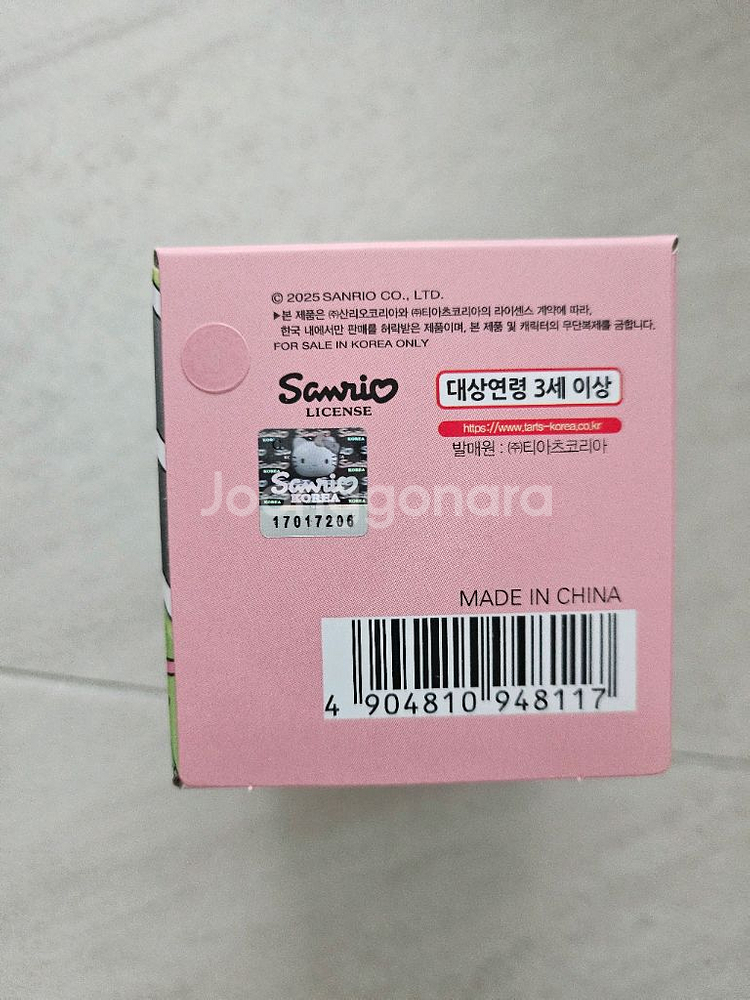 © 2025 SANRIO CO., LTD.
▶본 제품은 ㈜산리오코리아와 ㈜티아츠코리아의 라이센스 계약에 따라,
한국 내에서만 판매를 허락받은 제품이며, 본 제품 및 캐릭터의 무단복제를 금합니다.
FOR SALE IN KOREA ONLY
Sanrio
LICENSE
대상연령 3세 이상
https://www.tarts-korea.co.kr
발매원 : ㈜티아츠코리아
KOREA
KOREA
Sanrio
KOREA
17017206
Joonggonara
MADE IN CHINA
4 904810 948117